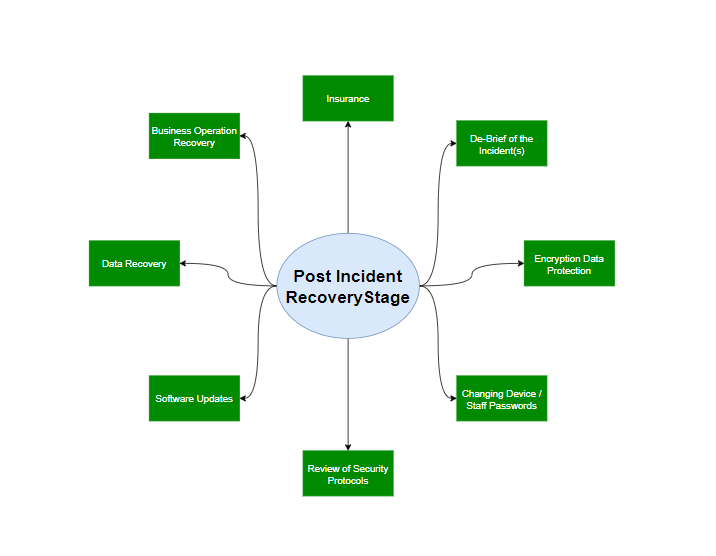 Insurance
Business Operation
Recovery
De-Brief of the
Incident(s)
Data Recovery
Encryption Data
Protection
Post Incident
RecoveryStage
Software Updates
Changing Device /
Staff Passwords
Review of Security
Protocols